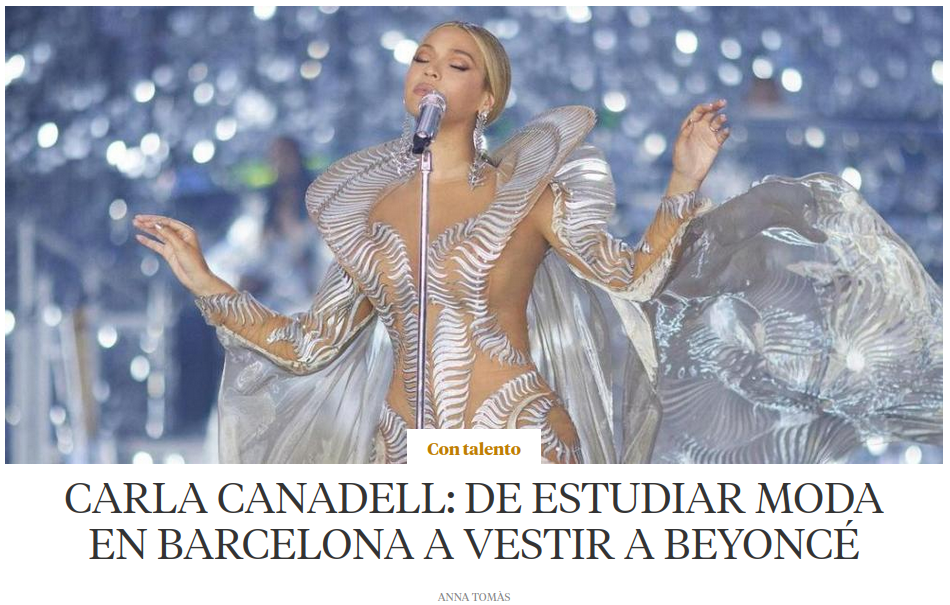 Con talento
CARLA CANADELL: DE ESTUDIAR MODA
EN BARCELONA A VESTIR A BEYONCÉ
ANNA TOMÀS